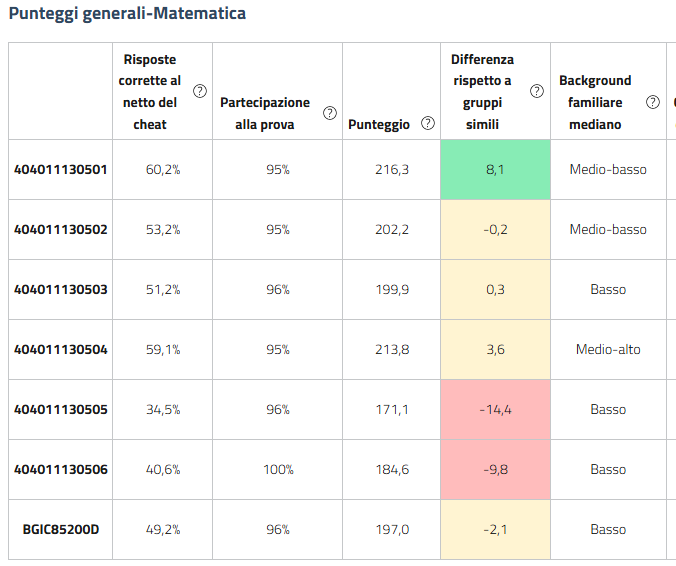 Punteggi generali-Matematica
Risposte corrette al netto del cheat ? Partecipazione alla prova ? Punteggio ? Differenza rispetto a gruppi simili ? Background familiare mediano ?
404011130501 60,2% 95% 216,3 8,1 Medio-basso
404011130502 53,2% 95% 202,2 -0,2 Medio-basso
404011130503 51,2% 96% 199,9 0,3 Basso
404011130504 59,1% 95% 213,8 3,6 Medio-alto
404011130505 34,5% 96% 171,1 -14,4 Basso
404011130506 40,6% 100% 184,6 -9,8 Basso
BGIC85200D 49,2% 96% 197,0 -2,1 Basso